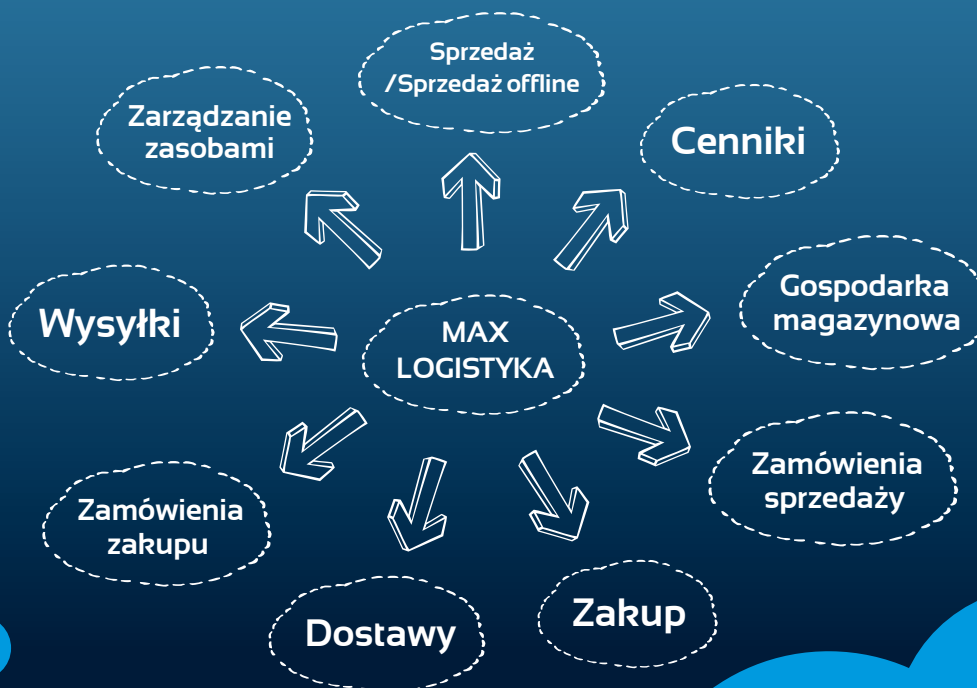 Sprzedaż
/Sprzedaż offline
Zarządzanie
zasobami
Cenniki
Wysyłki
MAX
LOGISTYKA
Gospodarka
magazynowa
Zamówienia
zakupu
Zamówienia
sprzedaży
Dostawy
Zakup